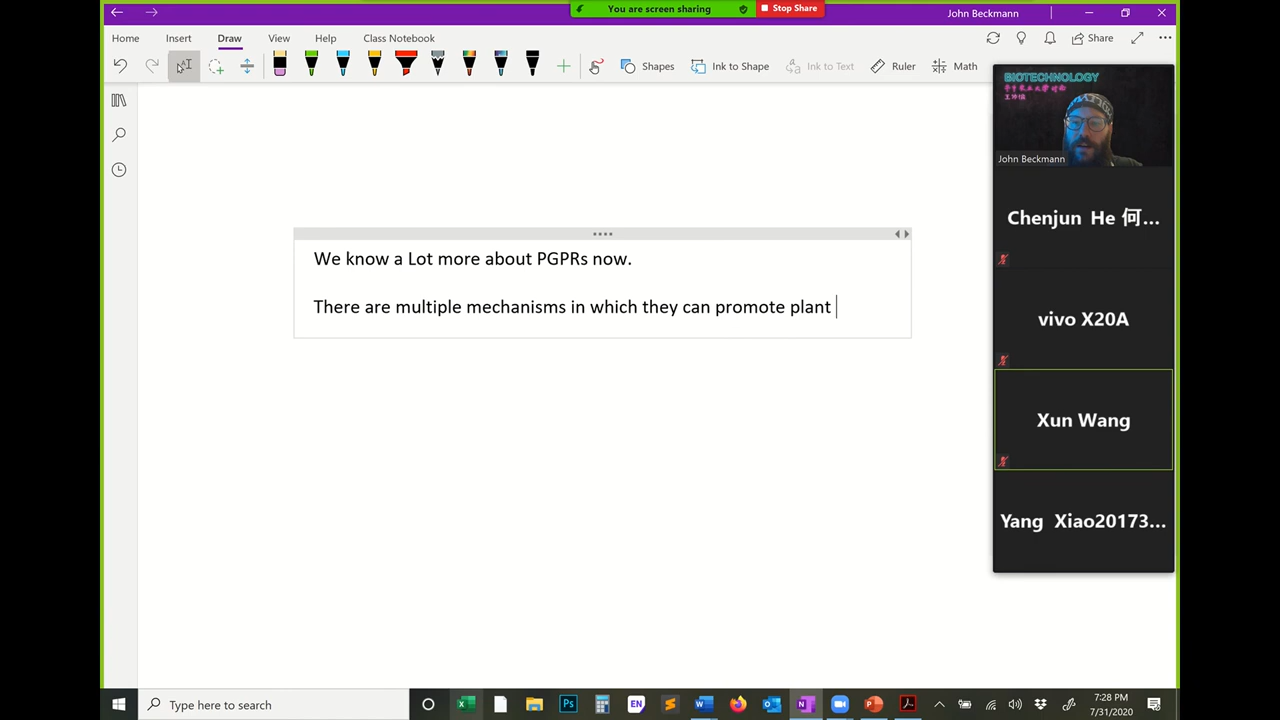 You are screen sharing
Stop Share
John Beckmann
Home
Insert
Draw
View
Help
Class Notebook
Share
Shapes
Ink to Shape
Ink to Text
Ruler
Math
We know a Lot more about PGPRs now.
There are multiple mechanisms in which they can promote plant
BIOTECHNOLOGY
John Beckmann
Chenjun He 何...
vivo X20A
Xun Wang
Yang Xiao20173...
Type here to search
EN
7:28 PM
7/31/2020